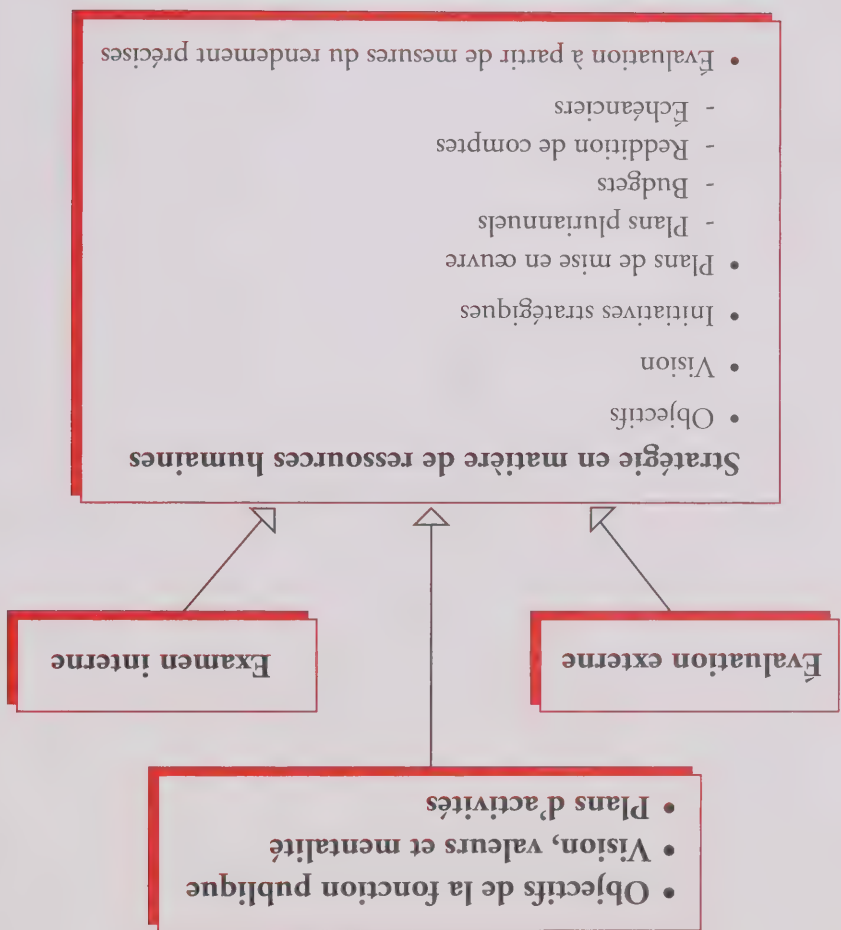 • Objectifs de la fonction publique
• Vision, valeurs et mentalité
• Plans d'activités
Évaluation externe
Examen interne
Stratégie en matière de ressources humaines
• Objectifs
• Vision
• Initiatives stratégiques
• Plans de mise en œuvre
- Plans pluriannuels
- Budgets
- Reddition de comptes
- Échéanciers
• Évaluation à partir de mesures du rendement précises